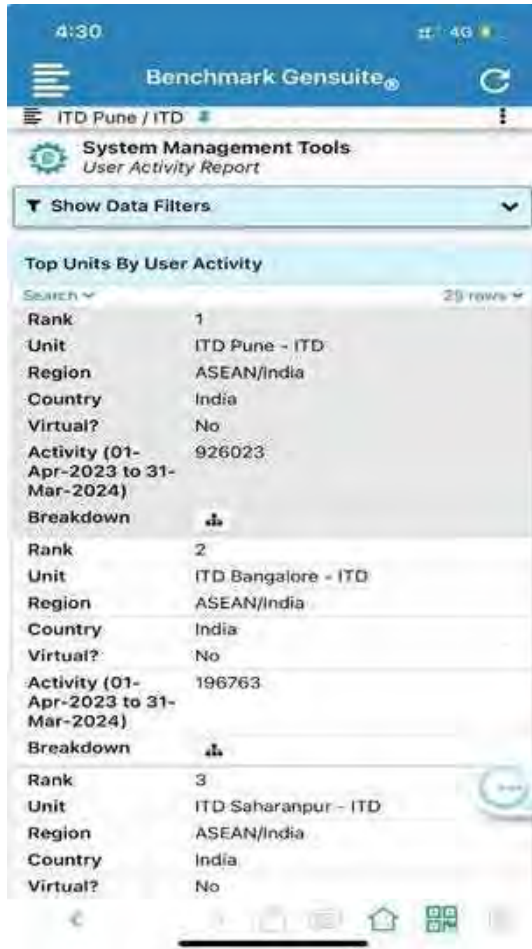 4:30
4G
Benchmark Gensuite®
ITD Pune / ITD
System Management Tools
User Activity Report
Show Data Filters
Top Units By User Activity
Search
29 rows
Rank 1
Unit ITD Pune - ITD
Region ASEAN/India
Country India
Virtual? No
Activity (01- 926023
Apr-2023 to 31-
Mar-2024)
Breakdown
Rank 2
Unit ITD Bangalore - ITD
Region ASEAN/India
Country India
Virtual? No
Activity (01- 196763
Apr-2023 to 31-
Mar-2024)
Breakdown
Rank 3
Unit ITD Saharanpur - ITD
Region ASEAN/India
Country India
Virtual? No